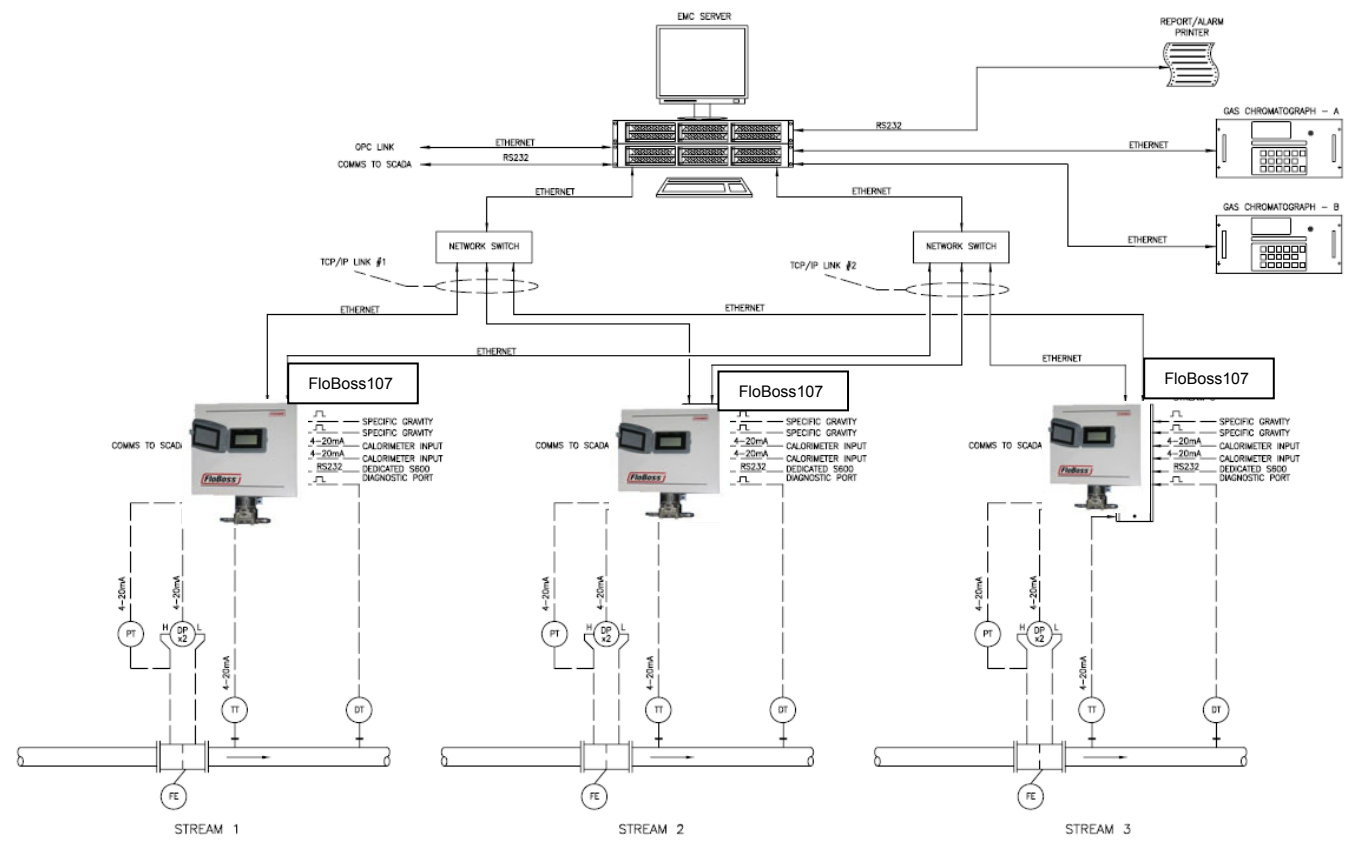 EMC SERVER
REPORT/ALARM
PRINTER
GAS CHROMATOGRAPH - A
RS232
OPC LINK
ETHERNET
ETHERNET
COMMS TO SCADA
RS232
ETHERNET
ETHERNET
GAS CHROMATOGRAPH - B
NETWORK SWITCH
NETWORK SWITCH
ETHERNET
TCP/IP LINK #1
TCP/IP LINK #2
ETHERNET
ETHERNET
ETHERNET
ETHERNET
FloBoss107
FloBoss107
FloBoss107
COMMS TO SCADA
SPECIFIC GRAVITY
SPECIFIC GRAVITY
4-20mA CALORIMETER INPUT
4-20mA
RS232 DEDICATED S600
DIAGNOSTIC PORT
FloBoss
COMMS TO SCADA
SPECIFIC GRAVITY
SPECIFIC GRAVITY
4-20mA CALORIMETER INPUT
4-20mA
RS232 DEDICATED S600
DIAGNOSTIC PORT
FloBoss
COMMS TO SCADA
SPECIFIC GRAVITY
SPECIFIC GRAVITY
4-20mA CALORIMETER INPUT
4-20mA CALORIMETER INPUT
RS232 DEDICATED S600
DIAGNOSTIC PORT
FloBoss
4-20mA
4-20mA
PT
H
DP
x2
L
4-20mA
TT
DT
FE
STREAM 1
4-20mA
4-20mA
PT
H
DP
x2
L
4-20mA
TT
DT
FE
STREAM 2
4-20mA
4-20mA
PT
H
DP
x2
L
4-20mA
TT
DT
FE
STREAM 3